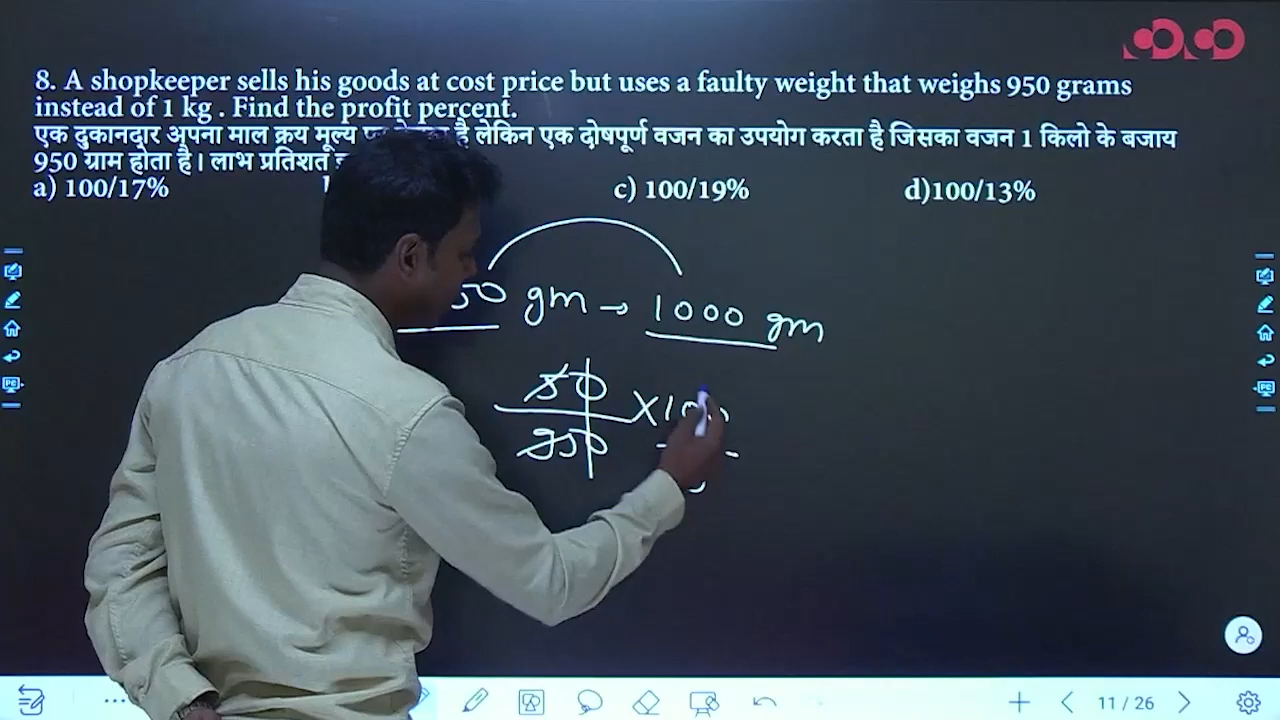 8. A shopkeeper sells his goods at cost price but uses a faulty weight that weighs 950 grams
instead of 1 kg . Find the profit percent.
एक दुकानदार अपना माल क्रय मूल्य है लेकिन एक दोषपूर्ण वजन का उपयोग करता है जिसका वजन 1 किलो के बजाय
950 ग्राम होता है। लाभ प्रतिशत
a) 100/17% c) 100/19% d)100/13%
50 gm → 1000 gm
50
950
11 / 26